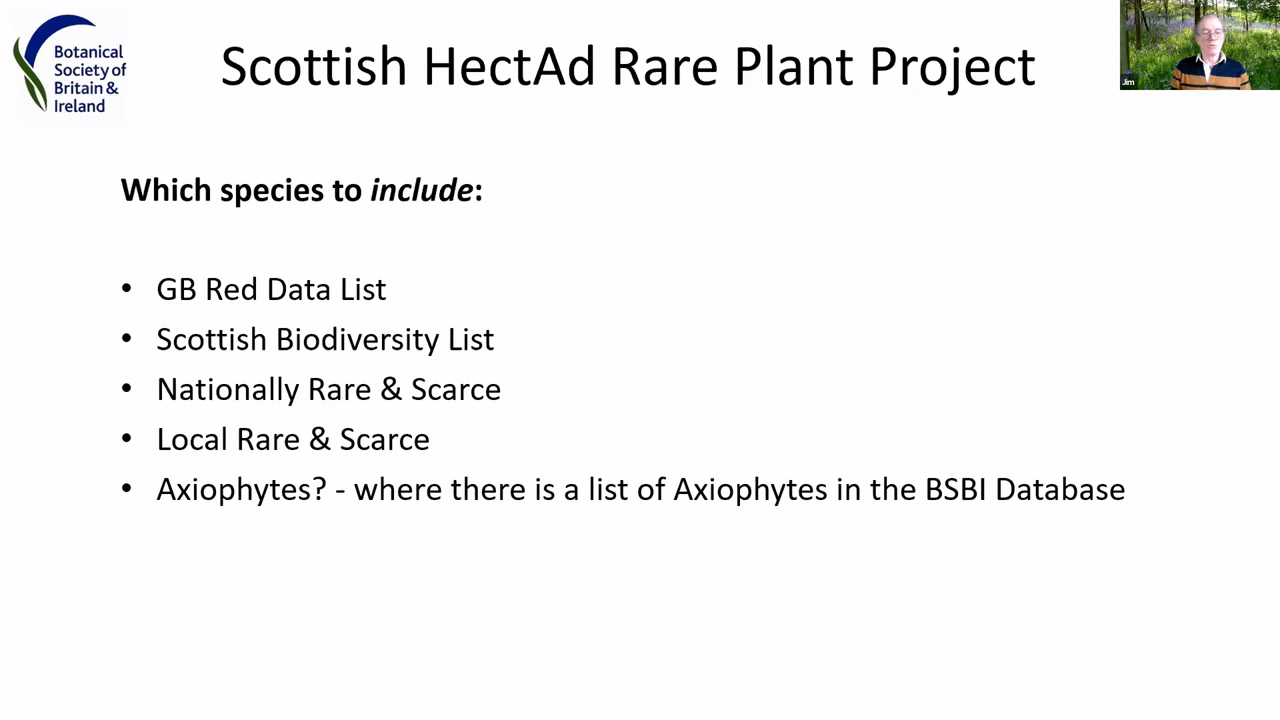 Botanical
Society of
Britain &
Ireland
Scottish HectAd Rare Plant Project
Jim
Which species to include:
• GB Red Data List
• Scottish Biodiversity List
• Nationally Rare & Scarce
• Local Rare & Scarce
• Axiophytes? - where there is a list of Axiophytes in the BSBI Database